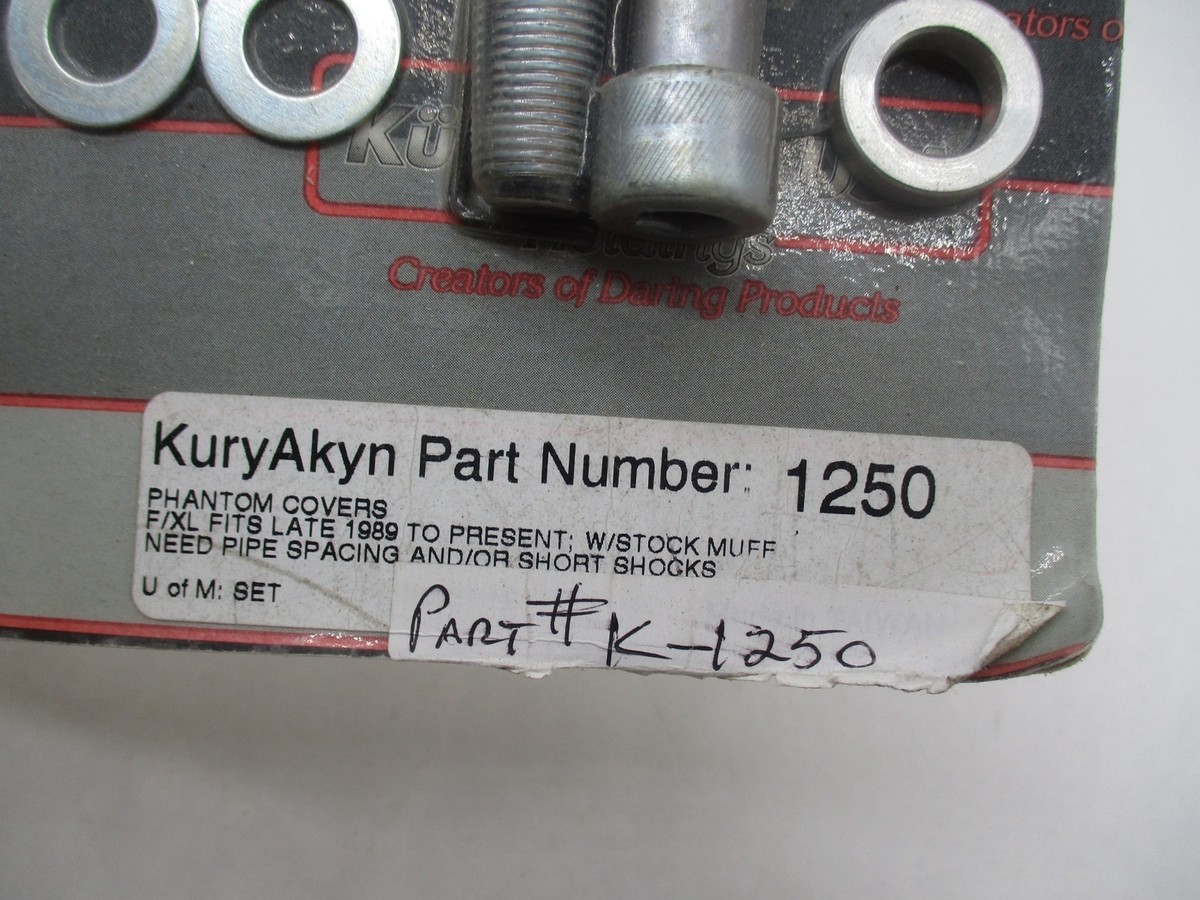 ators o
Kü
Creators of Daring Products
KuryAkyn Part Number: 1250
PHANTOM COVERS
F/XL FITS LATE 1989 TO PRESENT; W/STOCK MUFF
NEED PIPE SPACING AND/OR SHORT SHOCKS
U of M: SET
PART # K-1250